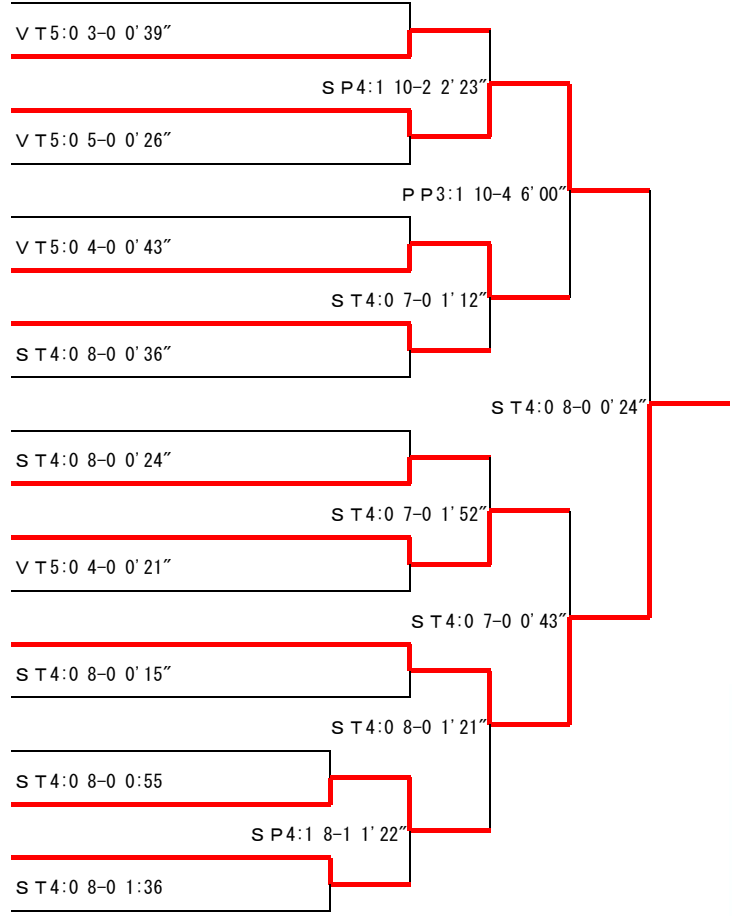 ＶＴ5:0 3-0 0'39″
ＳＰ4:1 10-2 2'23″
ＶＴ5:0 5-0 0'26″
ＰＰ3:1 10-4 6'00″
ＶＴ5:0 4-0 0'43″
ＳＴ4:0 7-0 1'12″
ＳＴ4:0 8-0 0'36″
ＳＴ4:0 8-0 0'24″
ＳＴ4:0 8-0 0'24″
ＳＴ4:0 7-0 1'52″
ＶＴ5:0 4-0 0'21″
ＳＴ4:0 7-0 0'43″
ＳＴ4:0 8-0 0'15″
ＳＴ4:0 8-0 1'21″
ＳＴ4:0 8-0 0:55
ＳＰ4:1 8-1 1'22″
ＳＴ4:0 8-0 1:36